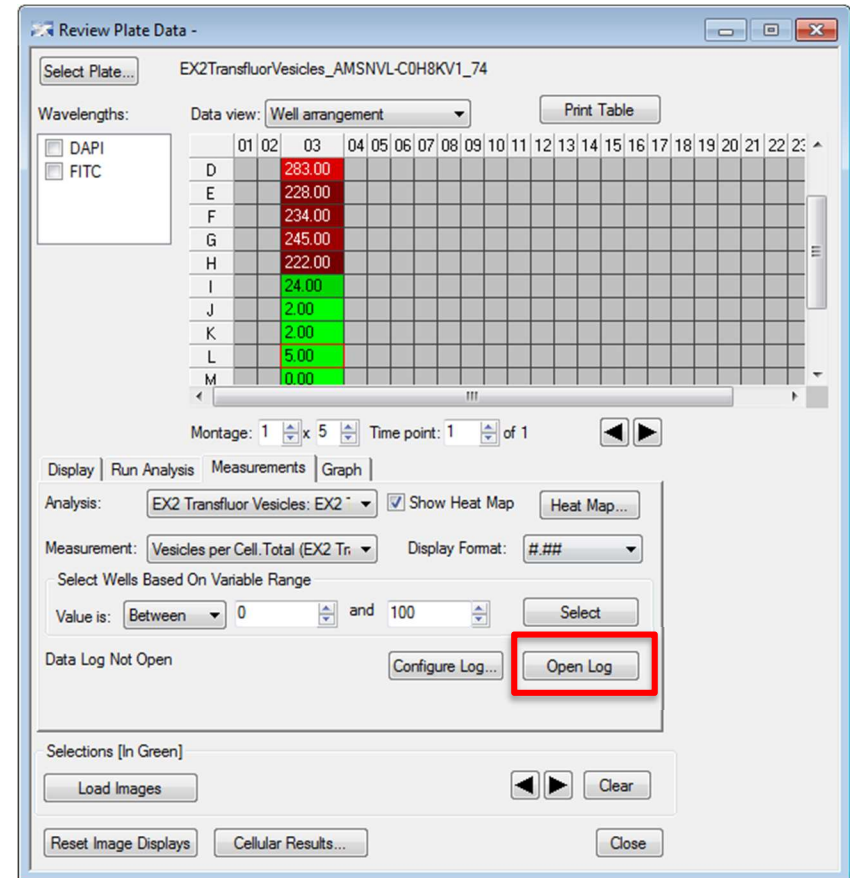 Review Plate Data -
Select Plate... EX2TransfluorVesicles_AMSNVL-C0H8KV1_74
Wavelengths: Data view: Well arrangement Print Table
DAPI
FITC
01 02 03 04 05 06 07 08 09 10 11 12 13 14 15 16 17 18 19 20 21 22
D 283.00
E 228.00
F 234.00
G 245.00
H 222.00
I 24.00
J 2.00
K 2.00
L 5.00
M 0.00
Montage: 1 x 5 Time point: 1 of 1
Display Run Analysis Measurements Graph
Analysis: EX2 Transfluor Vesicles: EX2 Show Heat Map Heat Map...
Measurement: Vesicles per Cell.Total (EX2 Display Format: #.##
Select Wells Based On Variable Range
Value is: Between 0 and 100 Select
Data Log Not Open Configure Log... Open Log
Selections [In Green]
Load Images Clear
Reset Image Displays Cellular Results... Close